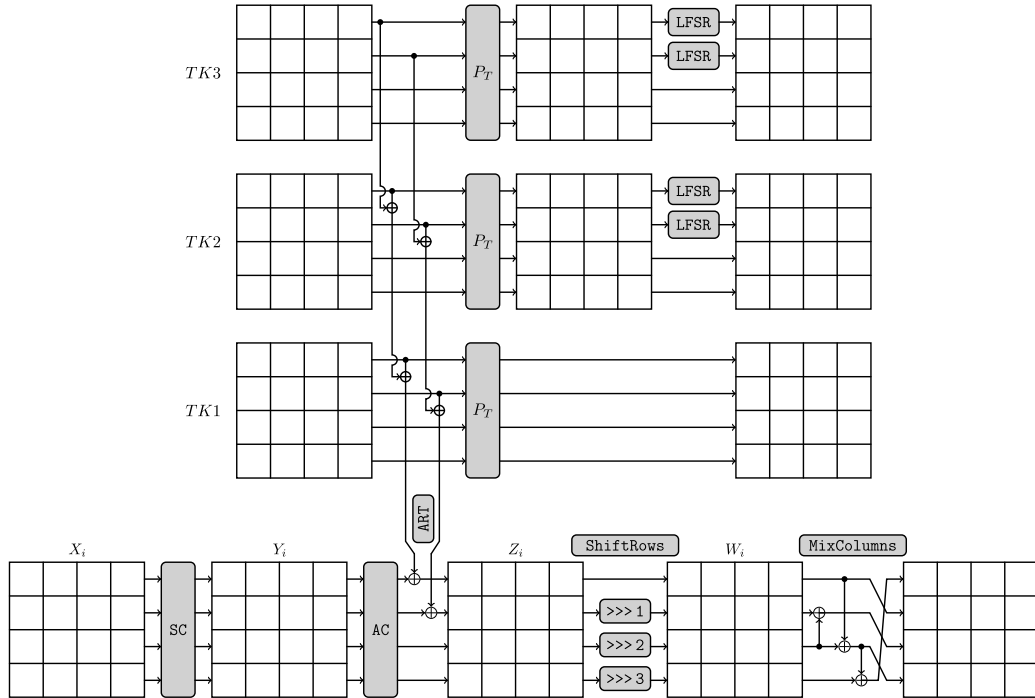 LFSR
LFSR
TK3
P_T
LFSR
LFSR
TK2
P_T
TK1
P_T
ART
X_i
Y_i
Z_i
ShiftRows
W_i
MixColumns
SC
AC
>>> 1
>>> 2
>>> 3